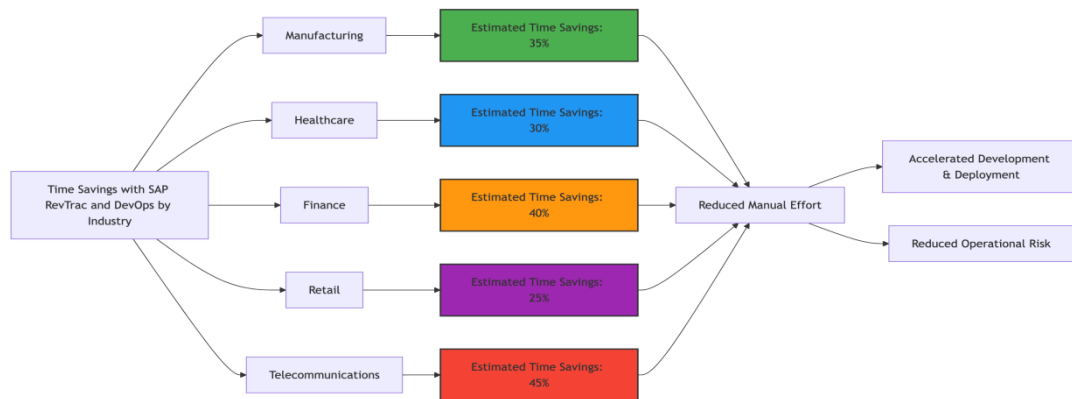 Manufacturing
Estimated Time Savings:
35%
Healthcare
Estimated Time Savings:
30%
Time Savings with SAP
RevTrac and DevOps by
Industry
Finance
Estimated Time Savings:
40%
Reduced Manual Effort
Accelerated Development
& Deployment
Reduced Operational Risk
Retail
Estimated Time Savings:
25%
Telecommunications
Estimated Time Savings:
45%